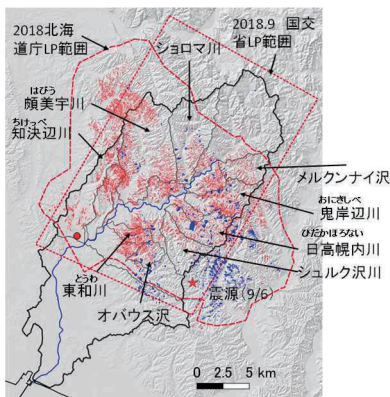 2018北海
道庁LP範囲
ショロマ川
2018.9 国交
省LP範囲
はびう
頗美宇川
ちけっぺ
知決辺川
メルクンナイ沢
おにきしべ
鬼岸辺川
ひだかほろない
日高幌内川
シュルク沢川
とうわ
東和川
オバウス沢
震源(9/6)
0 2.5 5 km